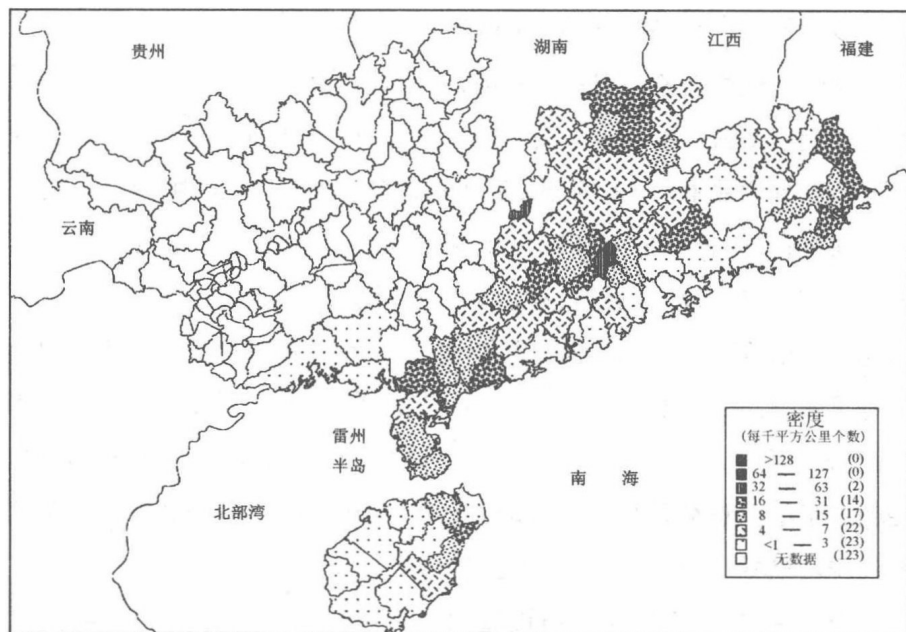 贵州
湖南
江西
福建
云南
雷州
半岛
北部湾
南 海
密度
(每千平方公里个数)
>128 (0)
64 — 127 (0)
32 — 63 (2)
16 — 31 (14)
8 — 15 (17)
4 — 7 (22)
<1 — 3 (23)
无数据 (123)